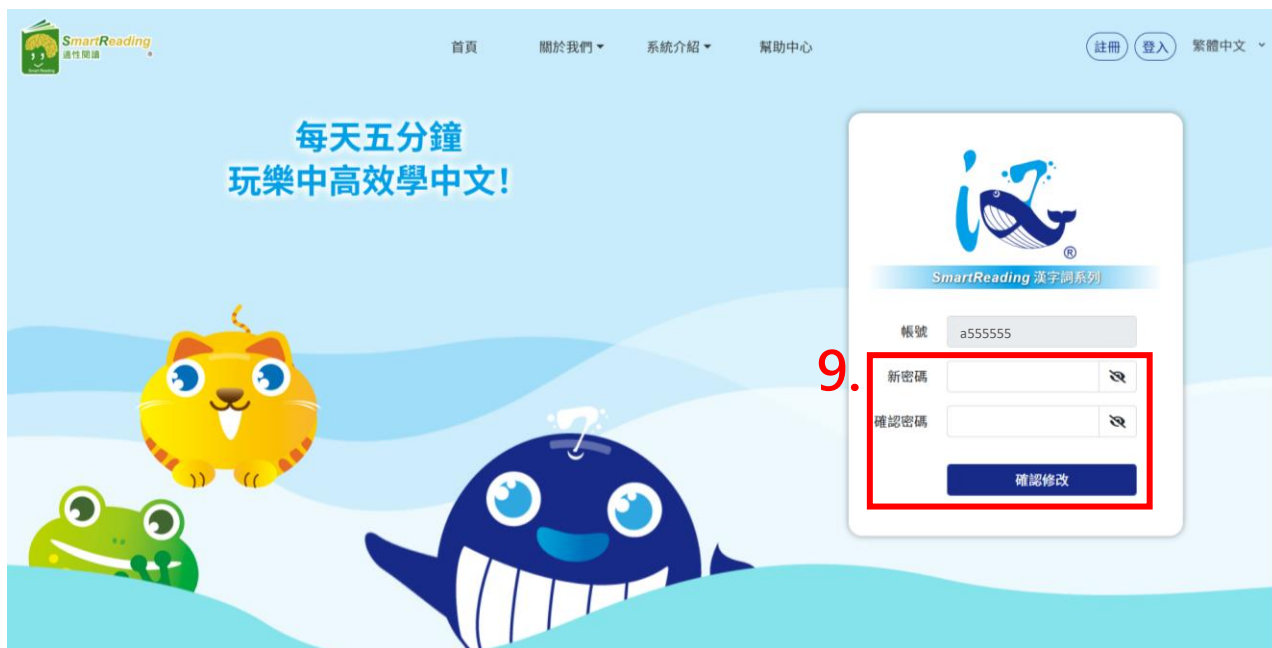 SmartReading
適性閱讀
Smart Reading
首頁 關於我們 系統介紹 幫助中心 註冊 登入 繁體中文
每天五分鐘
玩樂中高效學中文!
i
®
SmartReading 漢字詞系列
帳號 a555555
9.
新密碼
確認密碼
確認修改